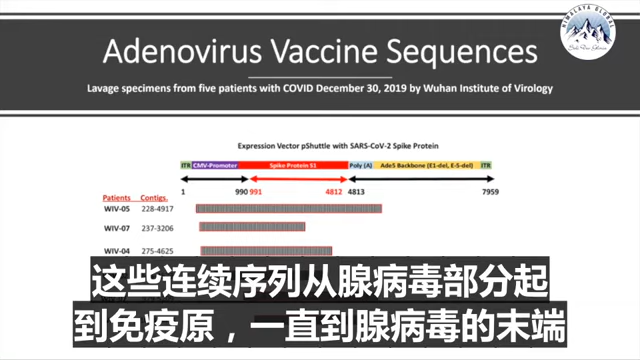 HIMALAYA GLOBAL
Adenovirus Vaccine Sequences
Lavage specimens from five patients with COVID December 30, 2019 by Wuhan Institute of Virology
Expression Vector pShuttle with SARS-CoV-2 Spike Protein
ITR CMV-Promoter Spike Protein S1 Poly (A) Ade5 Backbone (E1-del, E-5-del) ITR
1 990 991 4812 4813 7959
Patients Contigs.
WIV-05 228-4917
WIV-07 237-3206
WIV-04 275-4625
这些连续序列从腺病毒部分起
到免疫原，一直到腺病毒的末端